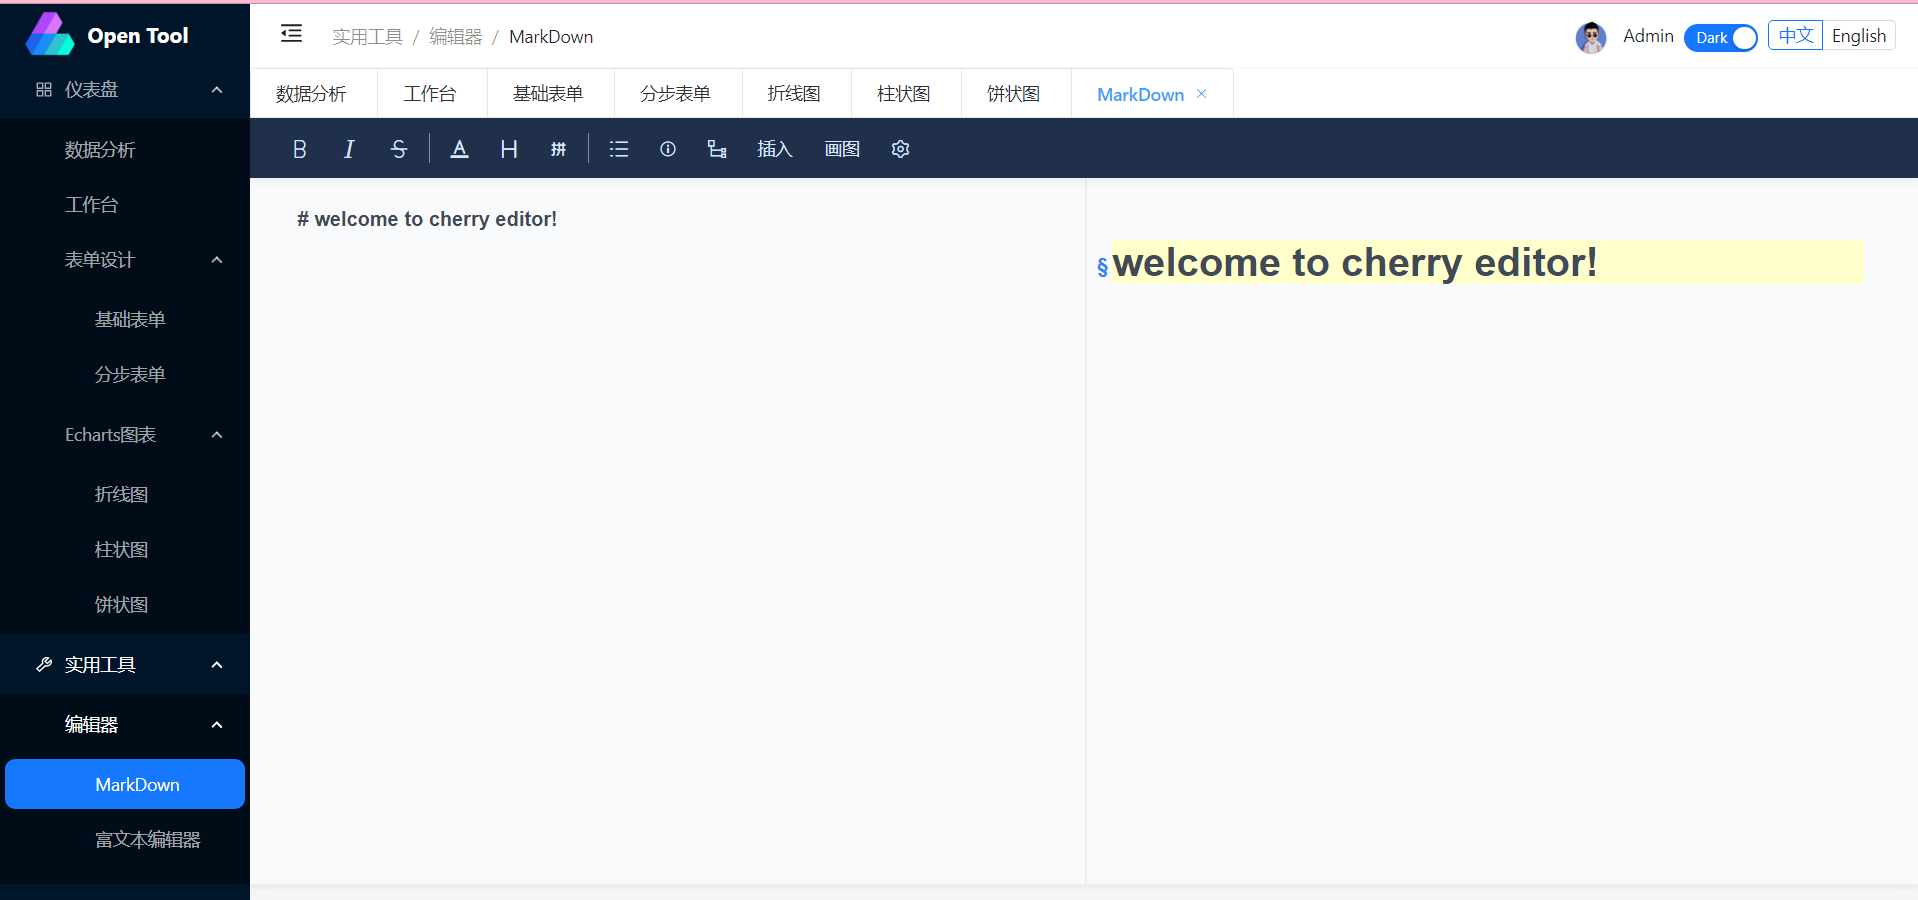 Open Tool
仪表盘
数据分析
工作台
表单设计
基础表单
分步表单
Echarts图表
折线图
柱状图
饼状图
实用工具
编辑器
MarkDown
富文本编辑器
实用工具 / 编辑器 / MarkDown
Admin Dark 中文 English
数据分析 工作台 基础表单 分步表单 折线图 柱状图 饼状图 MarkDown ×
B I S A H 拼 插入 画图
# welcome to cherry editor!
§ welcome to cherry editor!